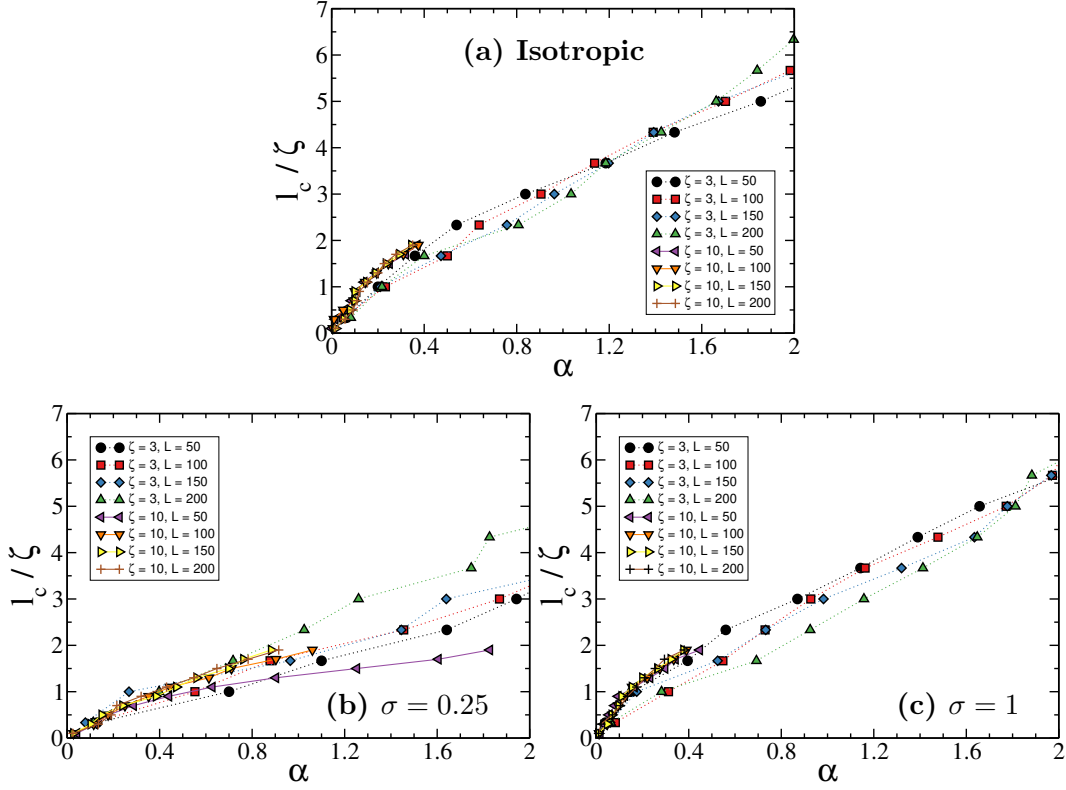 (a) Isotropic
7
6
5
4
3
2
1
0
l_c / ζ
ζ = 3, L = 50
ζ = 3, L = 100
ζ = 3, L = 150
ζ = 3, L = 200
ζ = 10, L = 50
ζ = 10, L = 100
ζ = 10, L = 150
ζ = 10, L = 200
0 0.4 0.8 1.2 1.6 2
α
7
6
5
4
3
2
1
0
l_c / ζ
ζ = 3, L = 50
ζ = 3, L = 100
ζ = 3, L = 150
ζ = 3, L = 200
ζ = 10, L = 50
ζ = 10, L = 100
ζ = 10, L = 150
ζ = 10, L = 200
(b) σ = 0.25
0 0.4 0.8 1.2 1.6 2
α
7
6
5
4
3
2
1
0
l_c / ζ
ζ = 3, L = 50
ζ = 3, L = 100
ζ = 3, L = 150
ζ = 3, L = 200
ζ = 10, L = 50
ζ = 10, L = 100
ζ = 10, L = 150
ζ = 10, L = 200
(c) σ = 1
0 0.4 0.8 1.2 1.6 2
α